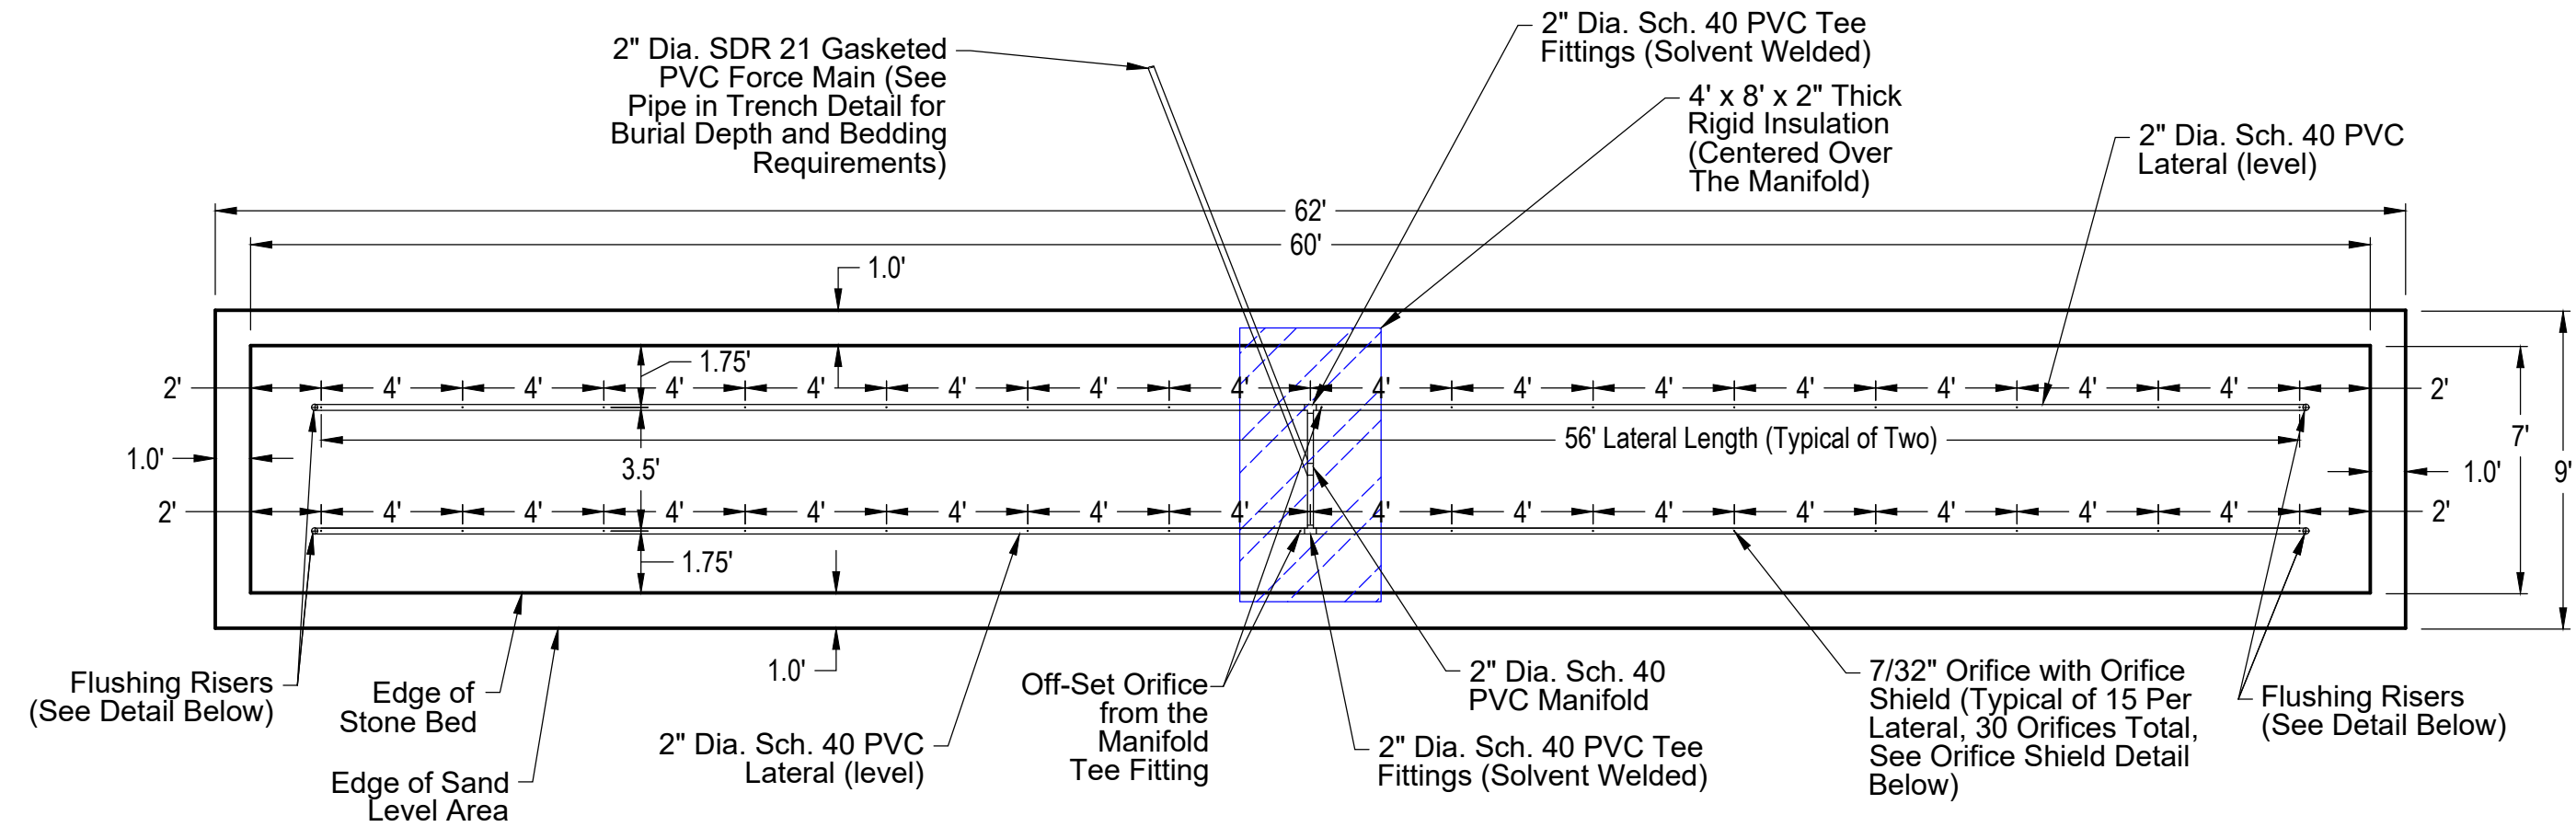 2" Dia. SDR 21 Gasketed
PVC Force Main (See
Pipe in Trench Detail for
Burial Depth and Bedding
Requirements)
2" Dia. Sch. 40 PVC Tee
Fittings (Solvent Welded)
4' x 8' x 2" Thick
Rigid Insulation
(Centered Over
The Manifold)
2" Dia. Sch. 40 PVC
Lateral (level)
62'
60'
1.0'
1.75'
2' 4' 4' 4' 4' 4' 4' 4' 4' 4' 4' 4' 4' 4' 4' 2'
56' Lateral Length (Typical of Two)
1.0' 3.5' 7' 1.0' 9'
2' 4' 4' 4' 4' 4' 4' 4' 4' 4' 4' 4' 4' 4' 4' 2'
1.75'
1.0'
Flushing Risers
(See Detail Below)
Edge of
Stone Bed
Edge of Sand
Level Area
2" Dia. Sch. 40 PVC
Lateral (level)
Off-Set Orifice
from the
Manifold
Tee Fitting
2" Dia. Sch. 40
PVC Manifold
2" Dia. Sch. 40 PVC Tee
Fittings (Solvent Welded)
7/32" Orifice with Orifice
Shield (Typical of 15 Per
Lateral, 30 Orifices Total,
See Orifice Shield Detail
Below)
Flushing Risers
(See Detail Below)